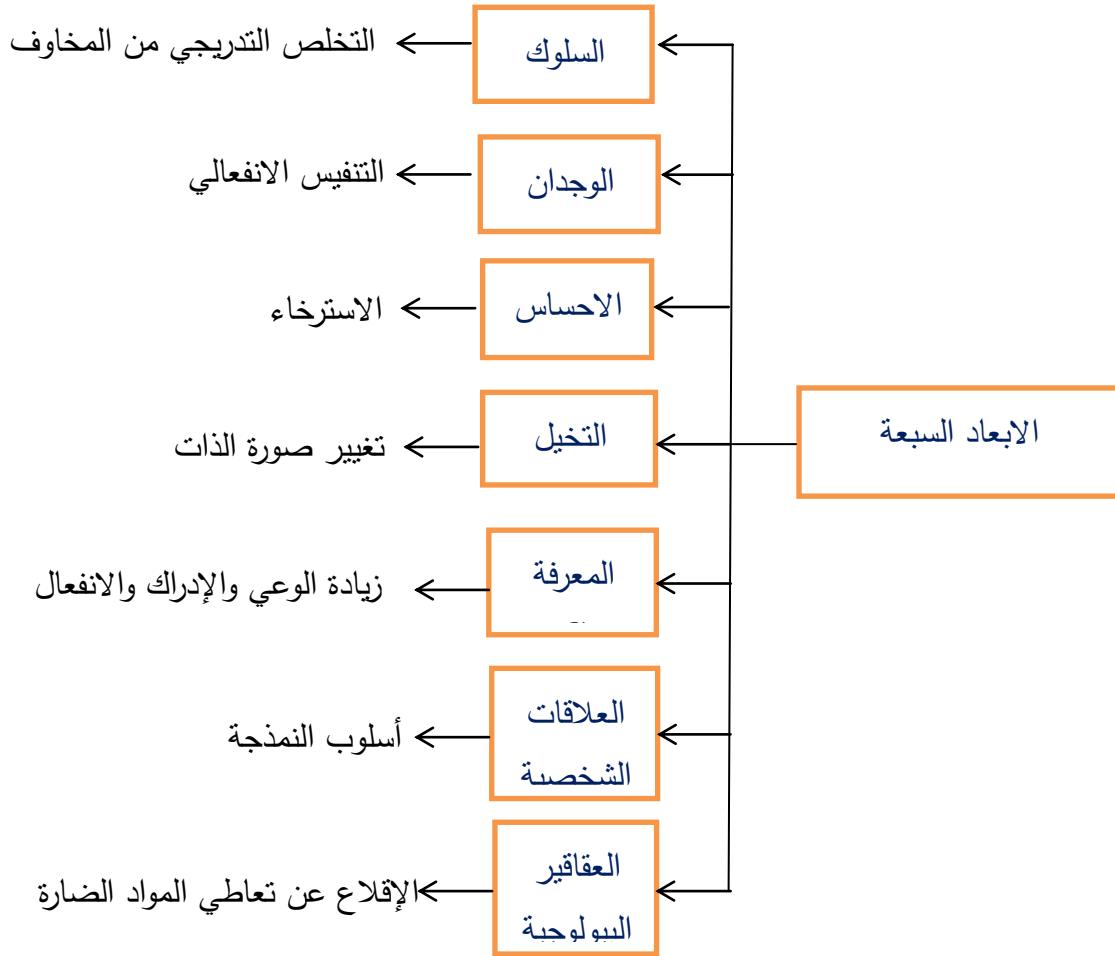 الابعاد السبعة
السلوك
التخلص التدريجي من المخاوف
الوجدان
التنفيس الانفعالي
الاحساس
الاسترخاء
التخيل
تغيير صورة الذات
المعرفة
زيادة الوعي والإدراك والانفعال
العلاقات
الشخصية
أسلوب النمذجة
العقاقير
البيولوجية
الإقلاع عن تعاطي المواد الضارة